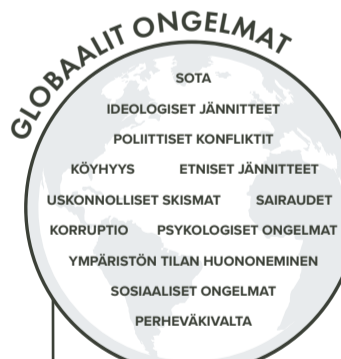 GLOBAALIT ONGELMAT
SOTA
IDEOLOGISET JÄNNITTEET
POLIITTISET KONFLIKTIT
KÖYHYYS ETNISET JÄNNITTEET
USKONNOLLISET SKISMAT SAIRAUDET
KORRUPTIO PSYKOLOGISET ONGELMAT
YMPÄRISTÖN TILAN HUONONEMINEN
SOSIAALISET ONGELMAT
PERHEVÄKIVALTA